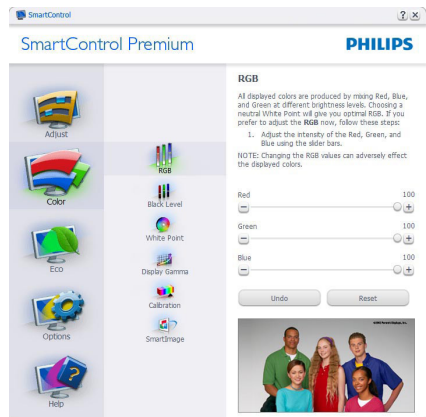 SmartControl
SmartControl Premium
PHILIPS
Adjust
Color
Eco
Options
Help
RGB
Black Level
White Point
Display Gamma
Calibration
SmartImage
RGB
All displayed colors are produced by mixing Red, Blue,
and Green at different brightness levels. Choosing a
neutral White Point will give you optimal RGB. If you
prefer to adjust the RGB now, follow these steps:
1. Adjust the intensity of the Red, Green, and
Blue using the slider bars.
NOTE: Changing the RGB values can adversely effect
the displayed colors.
Red 100
Green 100
Blue 100
Undo Reset